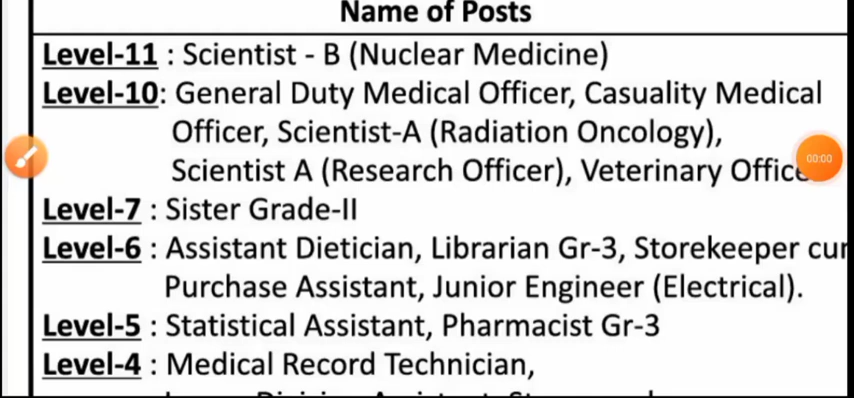 Name of Posts
Level-11 : Scientist - B (Nuclear Medicine)
Level-10: General Duty Medical Officer, Casuality Medical
Officer, Scientist-A (Radiation Oncology),
Scientist A (Research Officer), Veterinary
00:00
Level-7 : Sister Grade-II
Level-6 : Assistant Dietician, Librarian Gr-3, Storekeeper
Purchase Assistant, Junior Engineer (Electrical).
Level-5 : Statistical Assistant, Pharmacist Gr-3
Level-4 : Medical Record Technician,